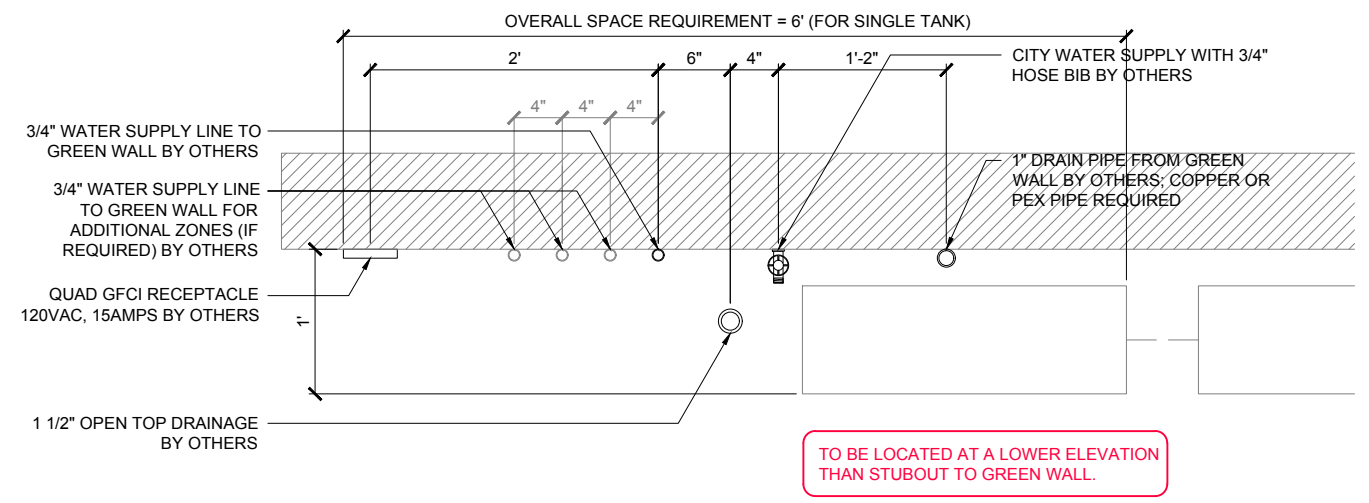 OVERALL SPACE REQUIREMENT = 6' (FOR SINGLE TANK)
2'
6"
4"
1'-2"
CITY WATER SUPPLY WITH 3/4"
HOSE BIB BY OTHERS
4"
4"
4"
3/4" WATER SUPPLY LINE TO
GREEN WALL BY OTHERS
3/4" WATER SUPPLY LINE
TO GREEN WALL FOR
ADDITIONAL ZONES (IF
REQUIRED) BY OTHERS
1" DRAIN PIPE FROM GREEN
WALL BY OTHERS; COPPER OR
PEX PIPE REQUIRED
QUAD GFCI RECEPTACLE
120VAC, 15AMPS BY OTHERS
1'
1 1/2" OPEN TOP DRAINAGE
BY OTHERS
TO BE LOCATED AT A LOWER ELEVATION
THAN STUBOUT TO GREEN WALL.